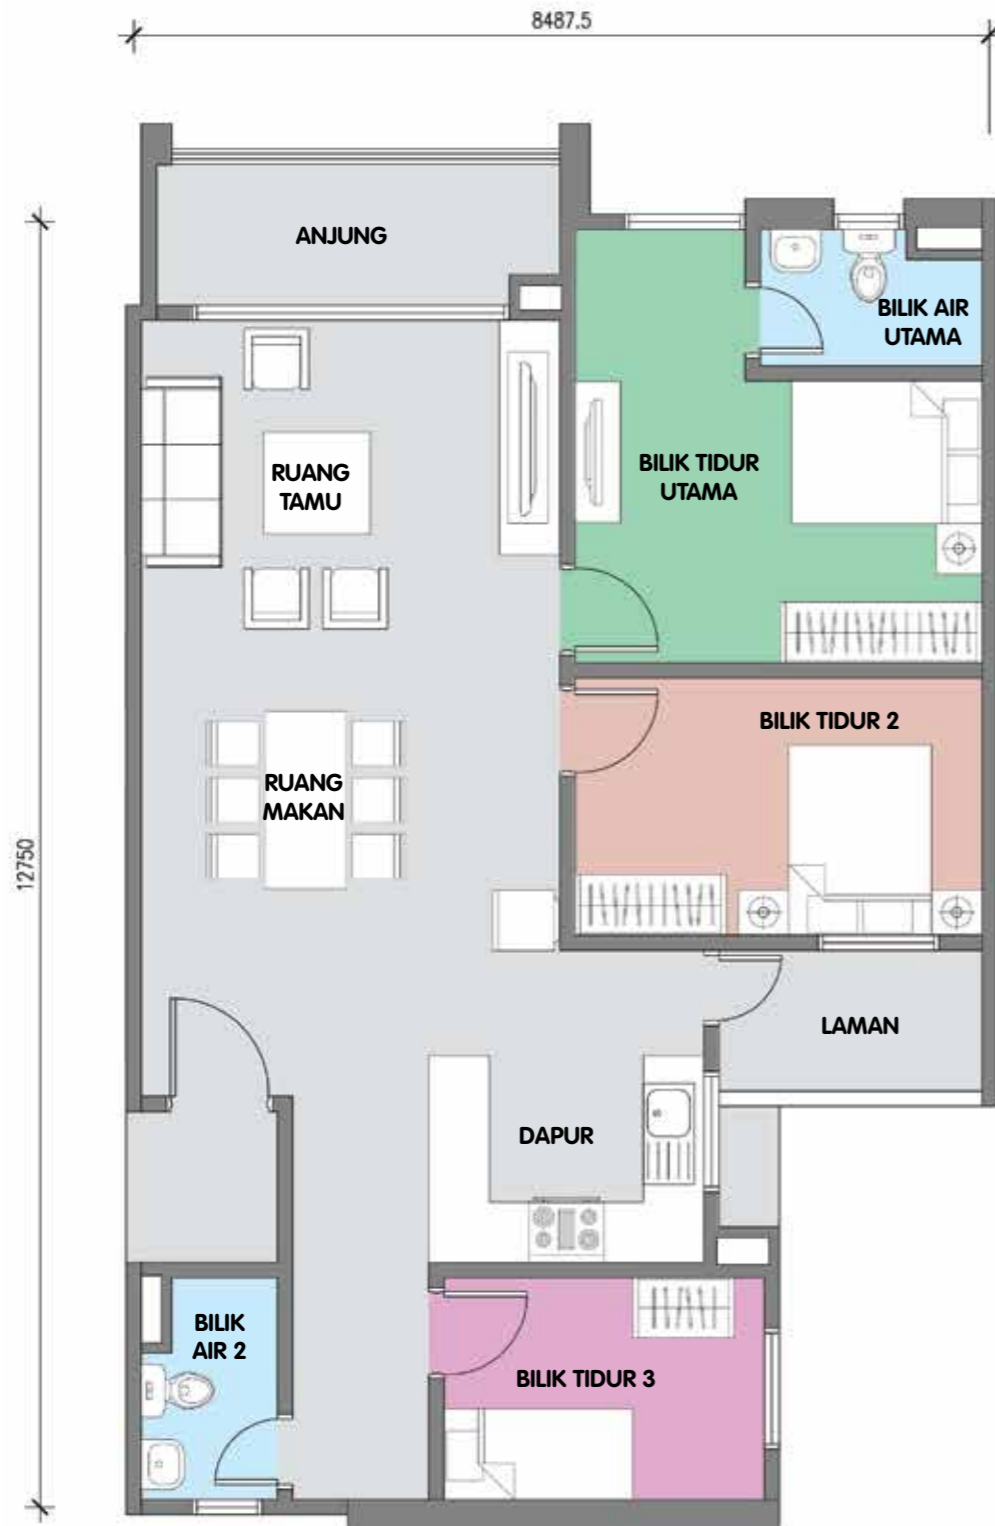 8487.5
ANJUNG
BILIK AIR
UTAMA
RUANG
TAMU
BILIK TIDUR
UTAMA
BILIK TIDUR 2
RUANG
MAKAN
12750
LAMAN
DAPUR
BILIK
AIR 2
BILIK TIDUR 3